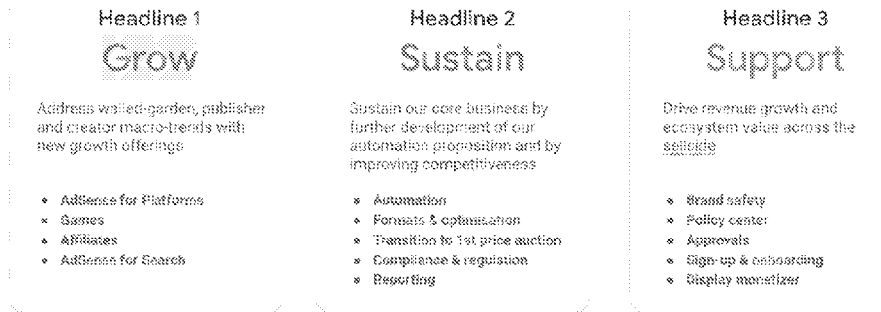 Headline 1
Grow
Address walled-garden, publisher
and creator macro-trends with
new growth offerings
• AdSense for Platforms
• Games
• Affiliates
• AdSense for Search
Headline 2
Sustain
Sustain our core business by
further development of our
automation proposition and by
improving competitiveness
• Automation
• Formats & optimisation
• Transition to 1st price auction
• Compliance & regulation
• Reporting
Headline 3
Support
Drive revenue growth and
ecosystem value across the
sellside
• Brand safety
• Policy center
• Approvals
• Sign-up & onboarding
• Display monetizer